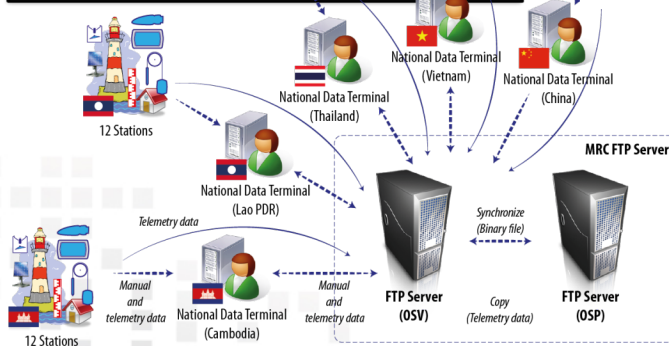 National Data Terminal
(Vietnam)
National Data Terminal
(China)
National Data Terminal
(Thailand)
12 Stations
MRC FTP Server
National Data Terminal
(Lao PDR)
Telemetry data
Synchronize
(Binary file)
Manual
and
telemetry data
Manual
and
telemetry data
FTP Server
(OSV)
Copy
(Telemetry data)
FTP Server
(OSP)
National Data Terminal
(Cambodia)
12 Stations